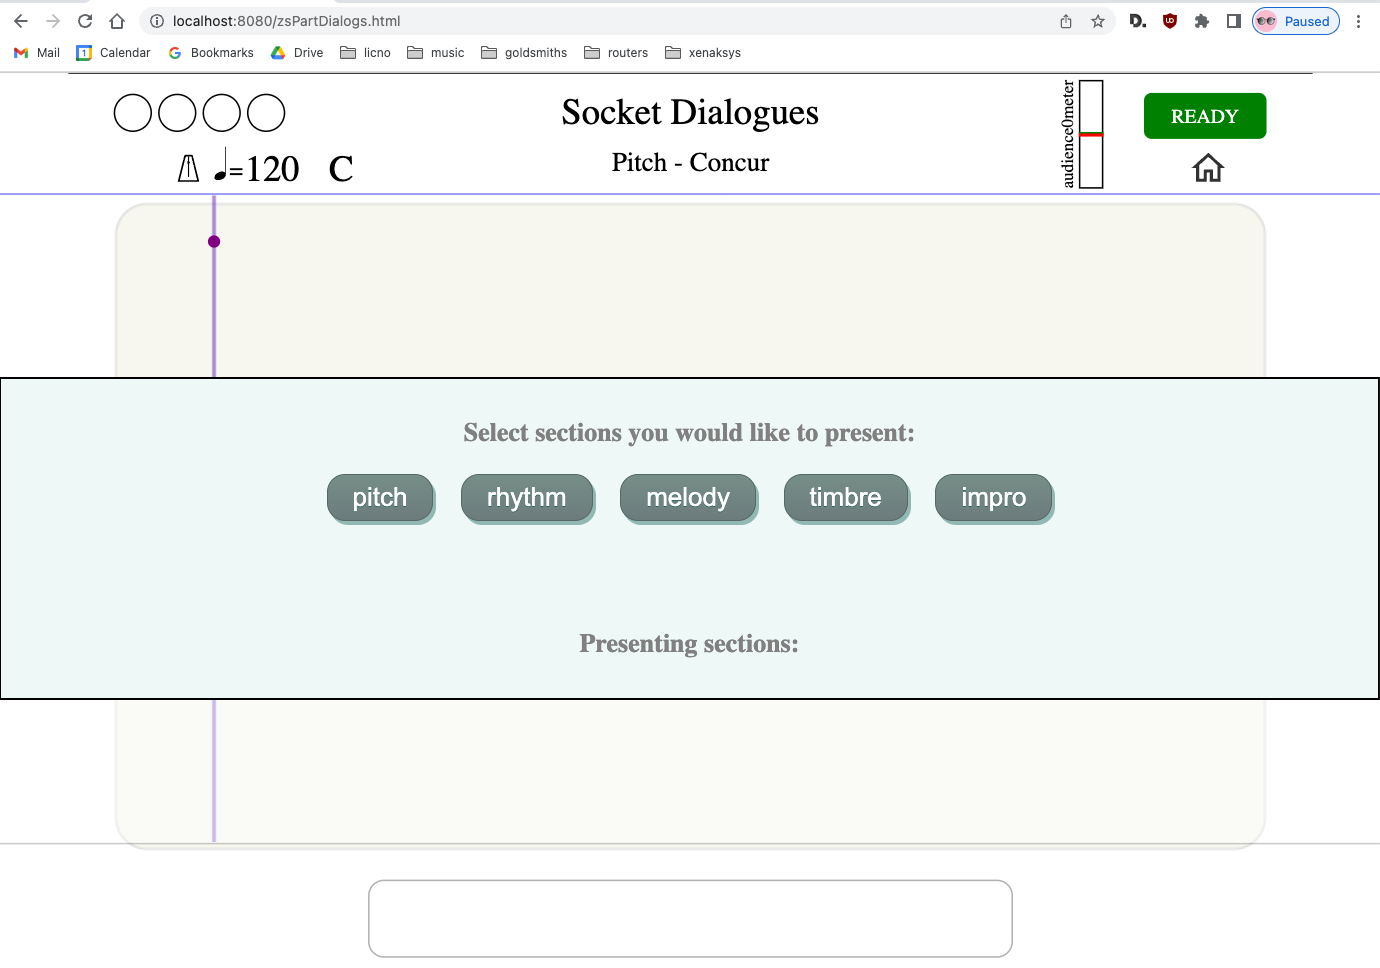 localhost:8080/zsPartDialogs.html
D.
Paused
Mail
1 Calendar
Bookmarks
Drive
licno
music
goldsmiths
routers
xenaksys
Socket Dialogues
audience0meter
READY
=120 C
Pitch - Concur
Select sections you would like to present:
pitch rhythm melody timbre impro
Presenting sections: